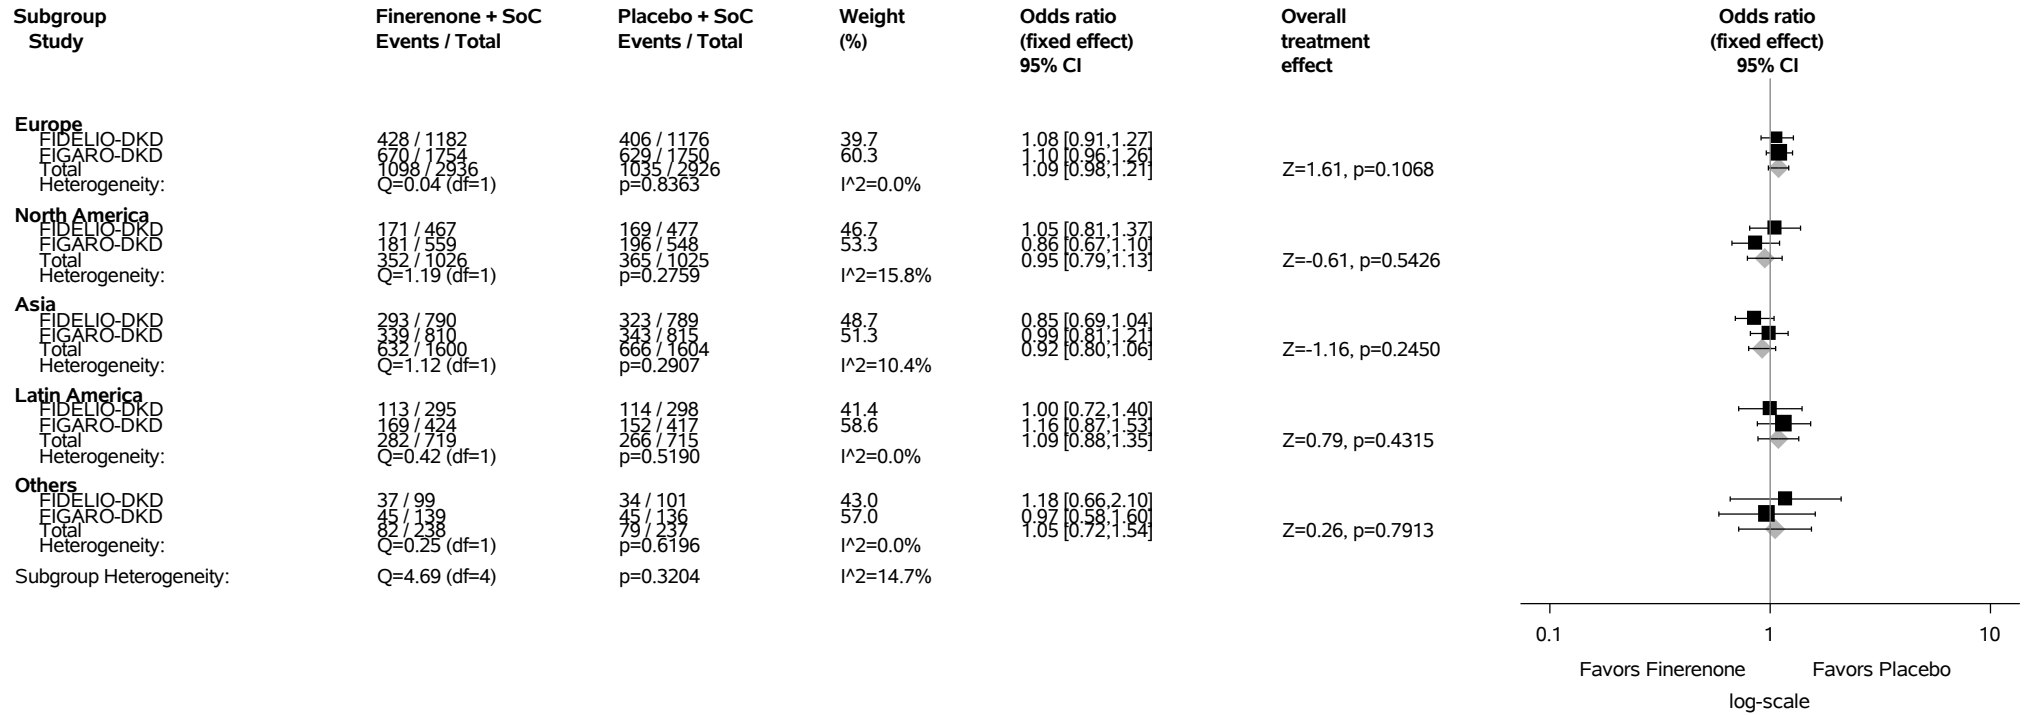 Subgroup Finerenone + SoC Placebo + SoC Weight Odds ratio Overall Odds ratio
Study Events / Total Events / Total (%) (fixed effect) treatment (fixed effect)
95% CI effect 95% CI
Europe
FIDELIO-DKD 428 / 1182 406 / 1176 39.7 1.08 [0.91,1.27]
FIGARO-DKD 670 / 1754 629 / 1750 60.3 1.10 [0.96,1.26]
Total 1098 / 2936 1035 / 2926 1.09 [0.98,1.21] Z=1.61, p=0.1068
Heterogeneity: Q=0.04 (df=1) p=0.8363 I^2=0.0%
North America
FIDELIO-DKD 171 / 467 169 / 477 46.7 1.05 [0.81,1.37]
FIGARO-DKD 181 / 559 196 / 548 53.3 0.86 [0.67,1.10]
Total 352 / 1026 365 / 1025 0.95 [0.79,1.13] Z=-0.61, p=0.5426
Heterogeneity: Q=1.19 (df=1) p=0.2759 I^2=15.8%
Asia
FIDELIO-DKD 293 / 790 323 / 789 48.7 0.85 [0.69,1.04]
FIGARO-DKD 339 / 810 343 / 815 51.3 0.99 [0.81,1.21]
Total 632 / 1600 666 / 1604 0.92 [0.80,1.06] Z=-1.16, p=0.2450
Heterogeneity: Q=1.12 (df=1) p=0.2907 I^2=10.4%
Latin America
FIDELIO-DKD 113 / 295 114 / 298 41.4 1.00 [0.72,1.40]
FIGARO-DKD 169 / 424 152 / 417 58.6 1.16 [0.87,1.53]
Total 282 / 719 266 / 715 1.09 [0.88,1.35] Z=0.79, p=0.4315
Heterogeneity: Q=0.42 (df=1) p=0.5190 I^2=0.0%
Others
FIDELIO-DKD 37 / 99 34 / 101 43.0 1.18 [0.66,2.10]
FIGARO-DKD 45 / 139 45 / 136 57.0 0.97 [0.58,1.60]
Total 82 / 238 79 / 237 1.05 [0.72,1.54] Z=0.26, p=0.7913
Heterogeneity: Q=0.25 (df=1) p=0.6196 I^2=0.0%
Subgroup Heterogeneity: Q=4.69 (df=4) p=0.3204 I^2=14.7%
0.1 1 10
Favors Finerenone Favors Placebo
log-scale